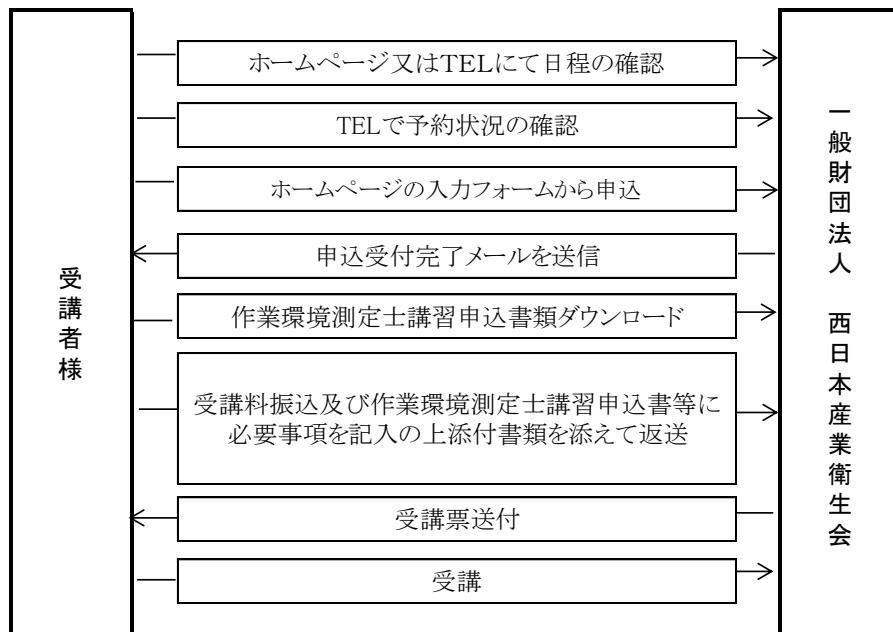 受講者様
ホームページ又はTELにて日程の確認
TELで予約状況の確認
ホームページの入力フォームから申込
申込受付完了メールを送信
作業環境測定士講習申込書類ダウンロード
受講料振込及び作業環境測定士講習申込書等に
必要事項を記入の上添付書類を添えて返送
受講票送付
受講
一般財団法人　西日本産業衛生会